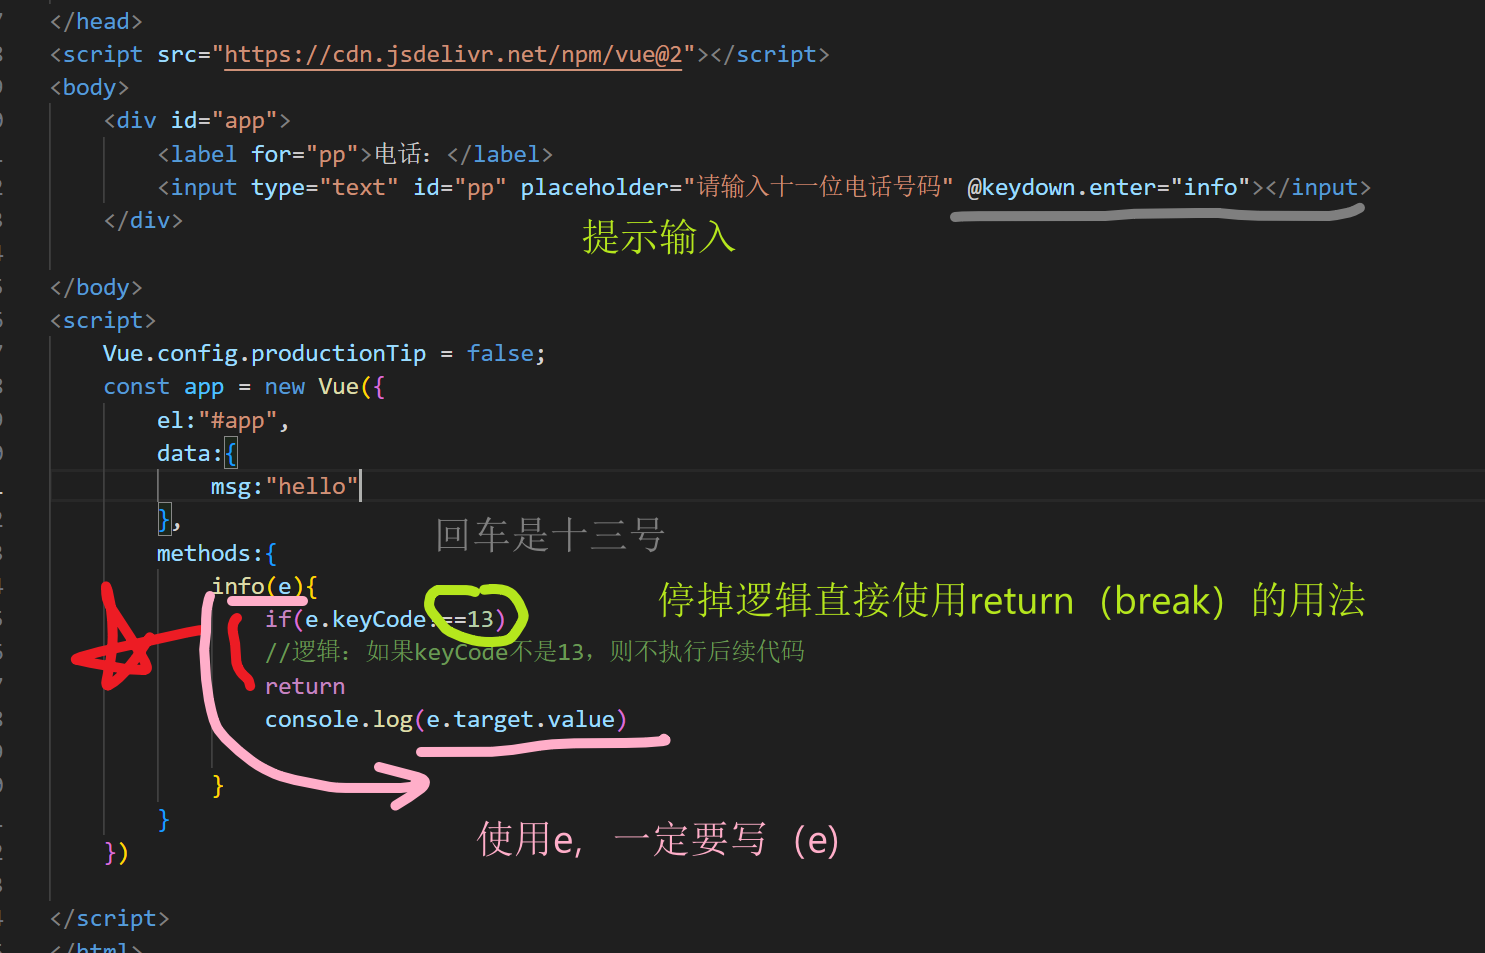 </head>
<script src="https://cdn.jsdelivr.net/npm/vue@2"></script>
<body>
<div id="app">
<label for="pp">电话：</label>
<input type="text" id="pp" placeholder="请输入十一位电话号码" @keydown.enter="info"></input>
</div>
提示输入
</body>
<script>
Vue.config.productionTip = false;
const app = new Vue({
el:"#app",
data:{
msg:"hello"
},
回车是十三号
methods:{
info(e){
停掉逻辑直接使用return（break）的用法
if(e.keyCode!==13)
//逻辑：如果keyCode不是13，则不执行后续代码
return
console.log(e.target.value)
}
}
使用e，一定要写（e）
})
</script>
</html>